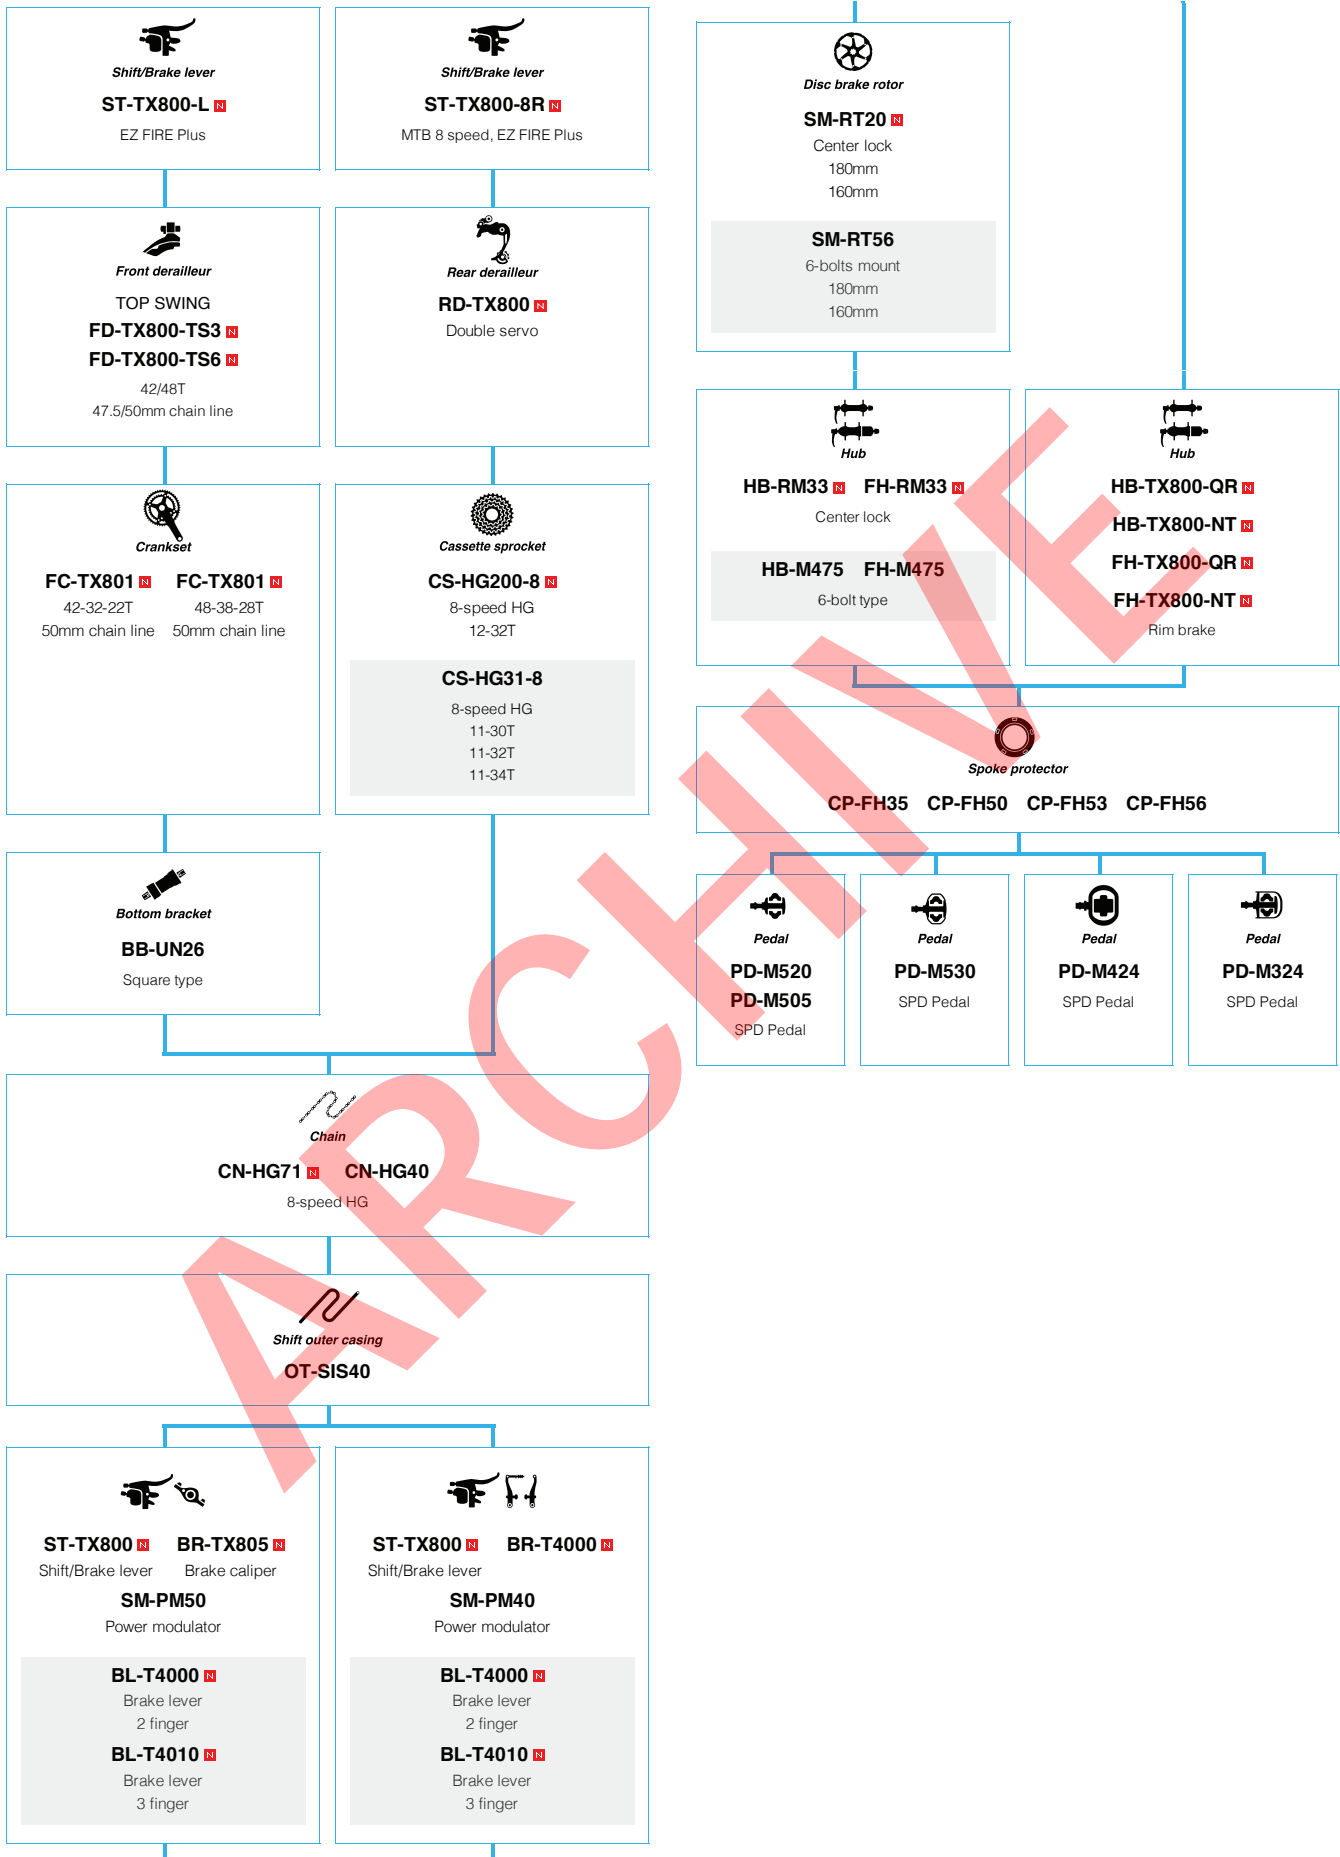 Shift/Brake lever
ST-TX800-L N
EZ FIRE Plus
Shift/Brake lever
ST-TX800-8R N
MTB 8 speed, EZ FIRE Plus
Front derailleur
TOP SWING
FD-TX800-TS3 N
FD-TX800-TS6 N
42/48T
47.5/50mm chain line
Rear derailleur
RD-TX800 N
Double servo
Crankset
FC-TX801 N FC-TX801 N
42-32-22T 48-38-28T
50mm chain line 50mm chain line
Cassette sprocket
CS-HG200-8 N
8-speed HG
12-32T
CS-HG31-8
8-speed HG
11-30T
11-32T
11-34T
Bottom bracket
BB-UN26
Square type
Chain
CN-HG71 N CN-HG40
8-speed HG
Shift outer casing
OT-SIS40
ST-TX800 N BR-TX805 N
Shift/Brake lever Brake caliper
SM-PM50
Power modulator
BL-T4000 N
Brake lever
2 finger
BL-T4010 N
Brake lever
3 finger
ST-TX800 N BR-T4000 N
Shift/Brake lever
SM-PM40
Power modulator
BL-T4000 N
Brake lever
2 finger
BL-T4010 N
Brake lever
3 finger
Disc brake rotor
SM-RT20 N
Center lock
180mm
160mm
SM-RT56
6-bolts mount
180mm
160mm
Hub
HB-RM33 N FH-RM33 N
Center lock
HB-M475 FH-M475
6-bolt type
Hub
HB-TX800-QR N
HB-TX800-NT N
FH-TX800-QR N
FH-TX800-NT N
Rim brake
Spoke protector
CP-FH35 CP-FH50 CP-FH53 CP-FH56
Pedal
PD-M520
PD-M505
SPD Pedal
Pedal
PD-M530
SPD Pedal
Pedal
PD-M424
SPD Pedal
Pedal
PD-M324
SPD Pedal
ARCHIVE